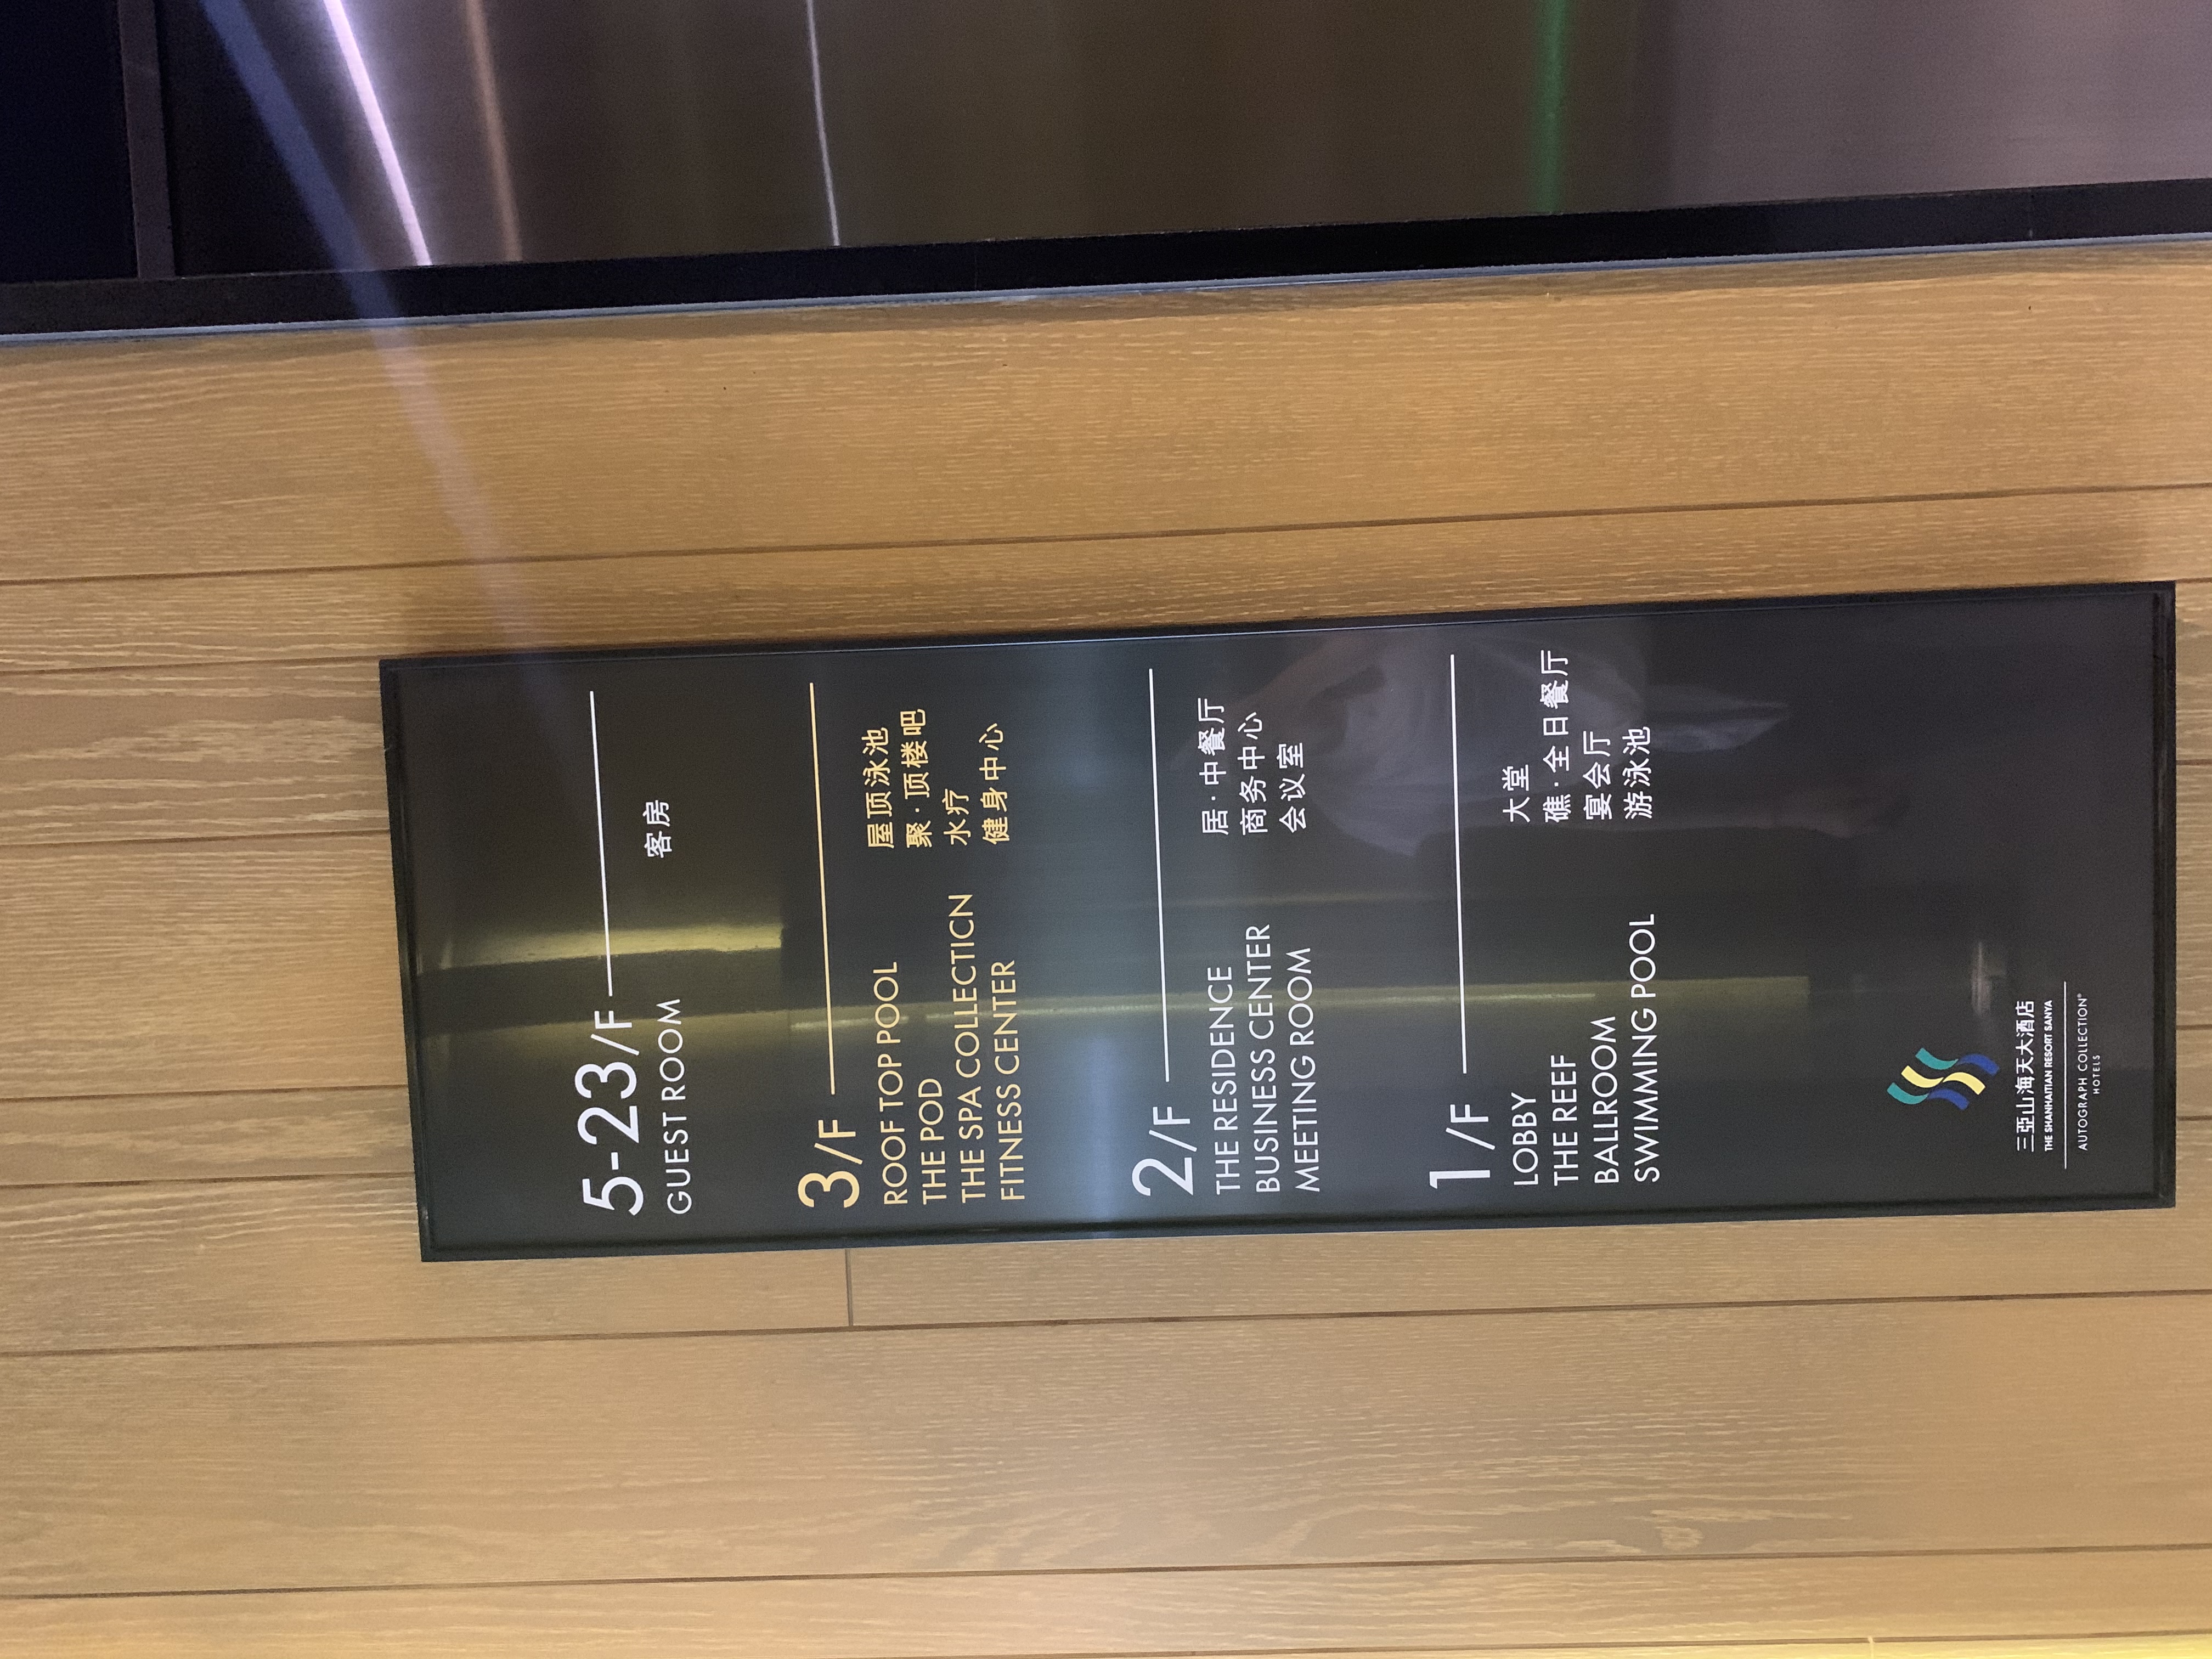 5-23/F
GUEST ROOM 客房
3/F
ROOFTOP POOL 屋顶泳池
THE POD 聚·顶楼吧
THE SPA COLLECTION 水疗
FITNESS CENTER 健身中心
2/F
THE RESIDENCE 居·中餐厅
BUSINESS CENTER 商务中心
MEETING ROOM 会议室
1/F
LOBBY 大堂
THE REEF 礁·全日餐厅
BALLROOM 宴会厅
SWIMMING POOL 游泳池
三亞山海天大酒店
THE SHANHAITIAN RESORT SANYA
AUTOGRAPH COLLECTION®
HOTELS